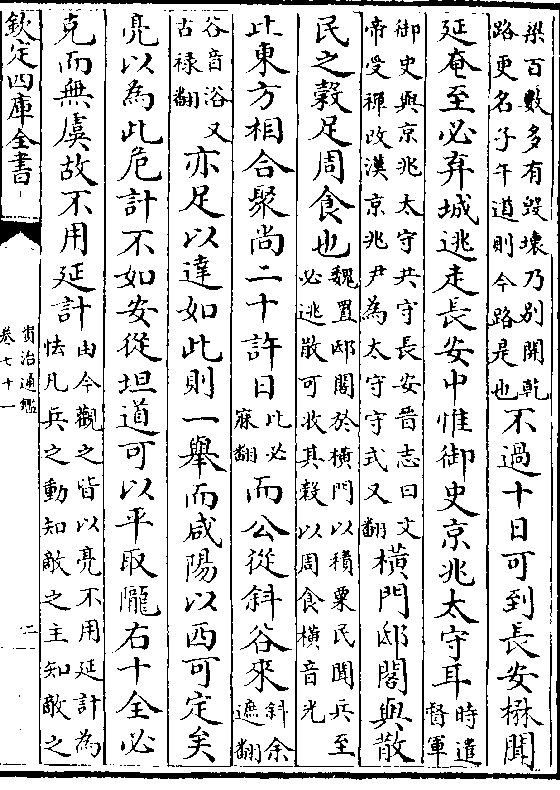 梁百數多有毀壞乃別開乾
路更名子午道則今路是也
不過十日可到長安楙聞
延奄至必弃城逃走長安中惟御史京兆太守耳
時遣
督軍
御史與京兆太守共守長安晉志曰文
帝受禪改漢京兆尹為太守守式又翻
橫門邸閣與散
民之穀足周食也
魏置邸閣於橫門以積粟民聞兵至
必逃散可收其穀以周食橫音光
比東方相合聚尚二十許日
比必
寐翻
而公從斜谷來
斜余
遮翻
谷音浴又
古祿翻
亦足以達如此則一舉而咸陽以西可定矣
亮以為此危計不如安從坦道可以平取隴右十全必
克而無虞故不用延計
由今觀之皆以亮不用延計為
怯凡兵之動知敵之主知敵之
欽定四庫全書
資治通鑑
卷七十一
二